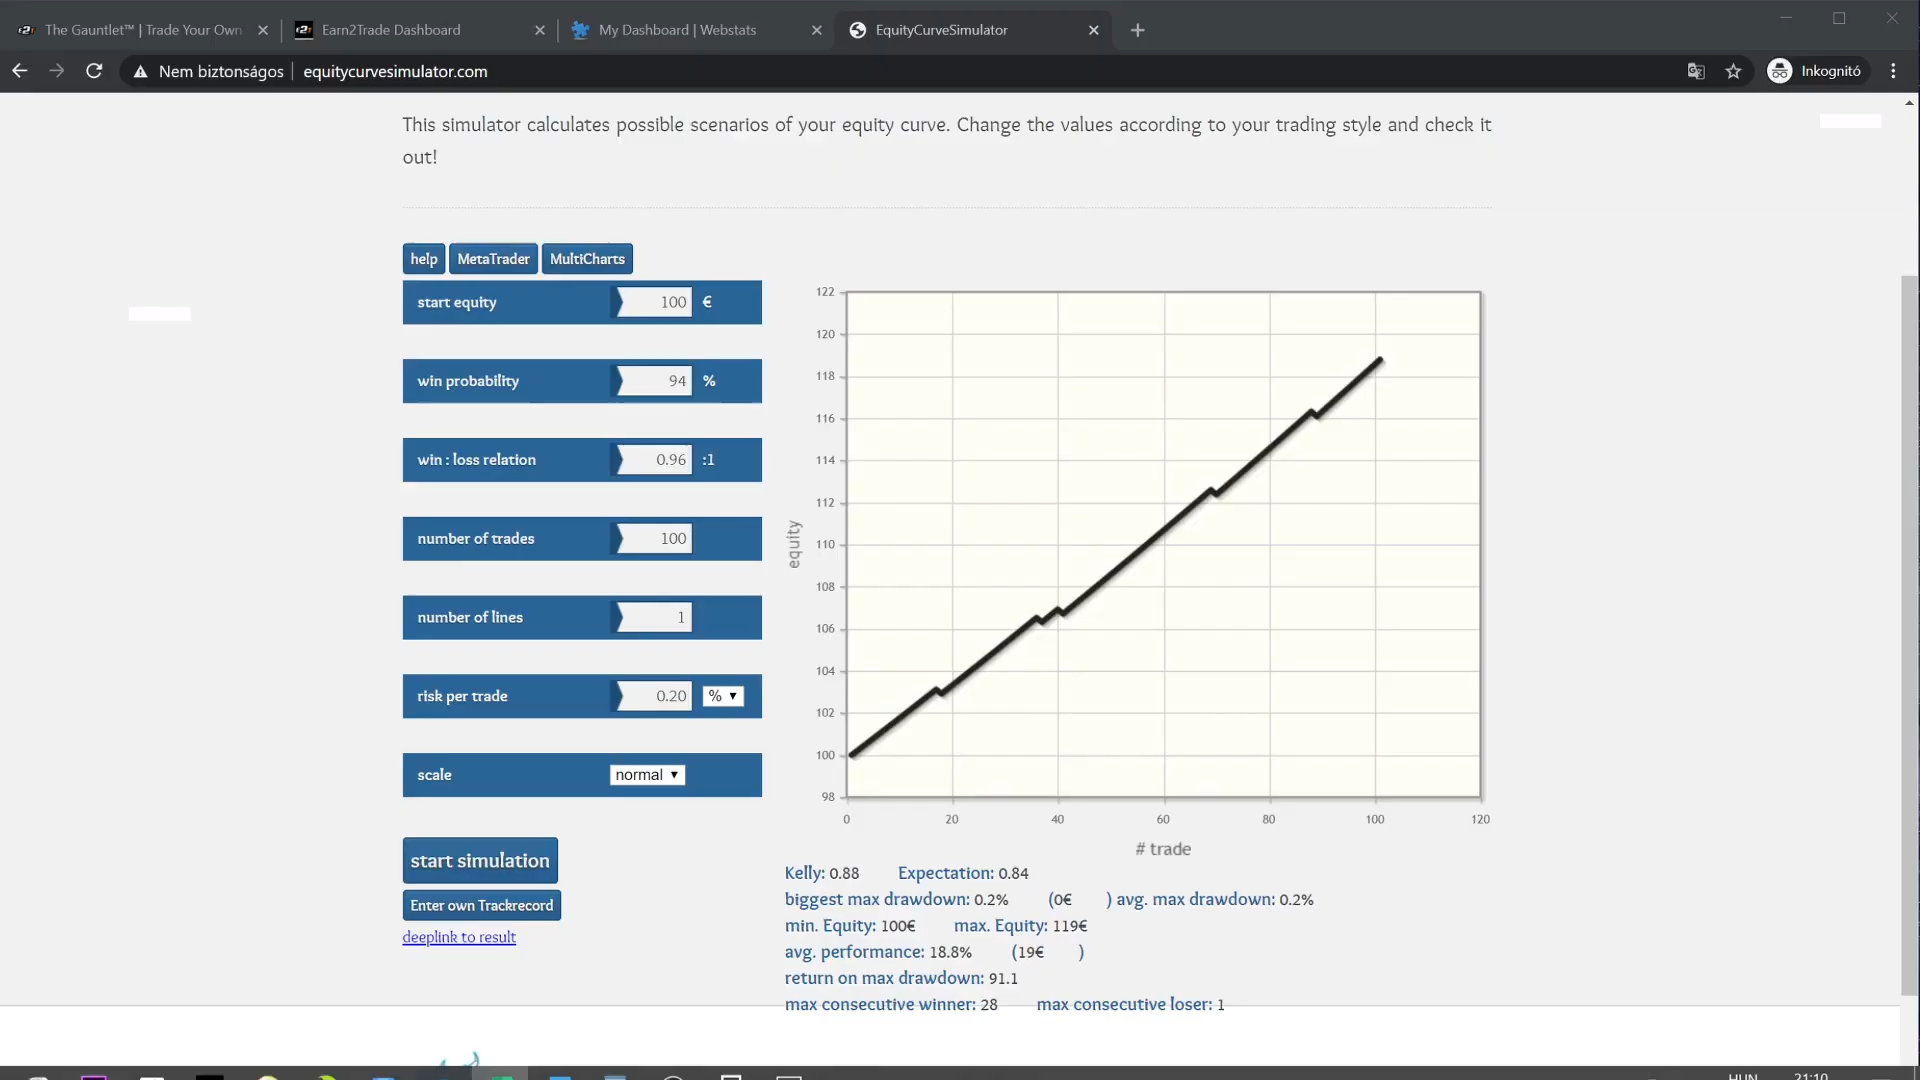 The Gauntlet™ | Trade Your Own
Earn2Trade Dashboard
My Dashboard | Webstats
EquityCurveSimulator
Nem biztonságos
equitycurvesimulator.com
Inkognitó
This simulator calculates possible scenarios of your equity curve. Change the values according to your trading style and check it
out!
help
MetaTrader
MultiCharts
start equity 100 €
win probability 94 %
win : loss relation 0.96 :1
number of trades 100
number of lines 1
risk per trade 0.20 %
scale normal
start simulation
Enter own Trackrecord
deeplink to result
122
120
118
116
114
112
110
108
106
104
102
100
98
equity
0 20 40 60 80 100 120
# trade
Kelly: 0.88 Expectation: 0.84
biggest max drawdown: 0.2% (0€ ) avg. max drawdown: 0.2%
min. Equity: 100€ max. Equity: 119€
avg. performance: 18.8% (19€ )
return on max drawdown: 91.1
max consecutive winner: 28 max consecutive loser: 1
HUN 21:10